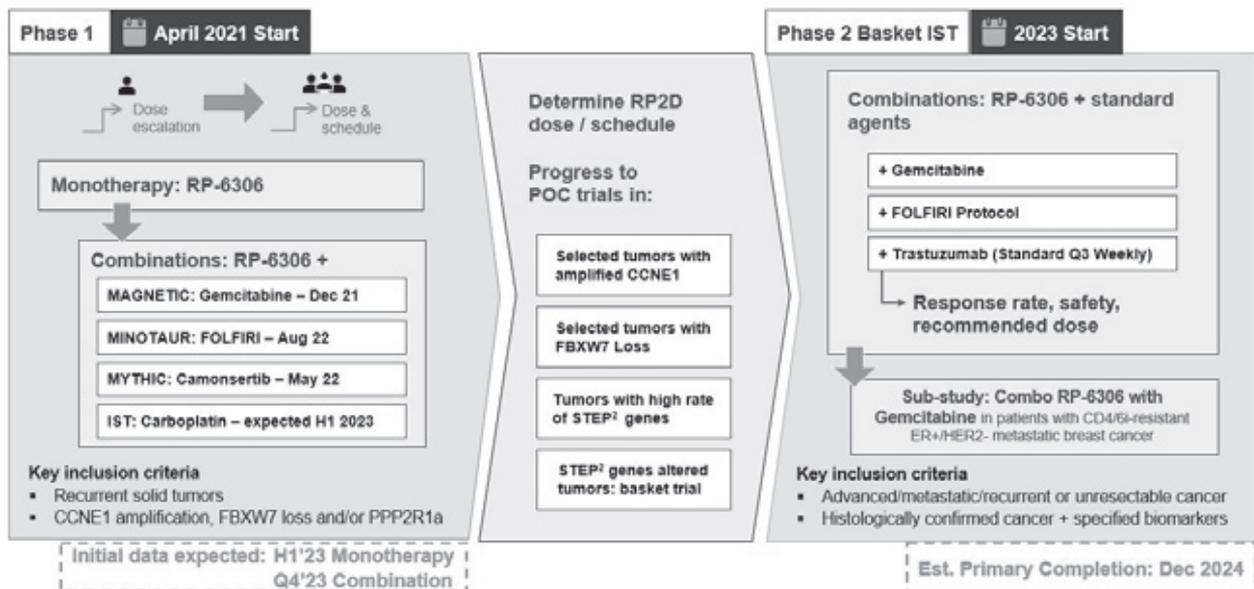 Phase 1
April 2021 Start
Dose
escalation
Dose &
schedule
Monotherapy: RP-6306
Combinations: RP-6306 +
MAGNETIC: Gemcitabine – Dec 21
MINOTAUR: FOLFIRI – Aug 22
MYTHIC: Camonsertib – May 22
IST: Carboplatin – expected H1 2023
Key inclusion criteria
▪ Recurrent solid tumors
▪ CCNE1 amplification, FBXW7 loss and/or PPP2R1a
Initial data expected: H1'23 Monotherapy
Q4'23 Combination
Determine RP2D
dose / schedule
Progress to
POC trials in:
Selected tumors with
amplified CCNE1
Selected tumors with
FBXW7 Loss
Tumors with high rate
of STEP² genes
STEP² genes altered
tumors: basket trial
Phase 2 Basket IST
2023 Start
Combinations: RP-6306 + standard
agents
+ Gemcitabine
+ FOLFIRI Protocol
+ Trastuzumab (Standard Q3 Weekly)
Response rate, safety,
recommended dose
Sub-study: Combo RP-6306 with
Gemcitabine in patients with CD4/6i-resistant
ER+/HER2- metastatic breast cancer
Key inclusion criteria
▪ Advanced/metastatic/recurrent or unresectable cancer
▪ Histologically confirmed cancer + specified biomarkers
Est. Primary Completion: Dec 2024